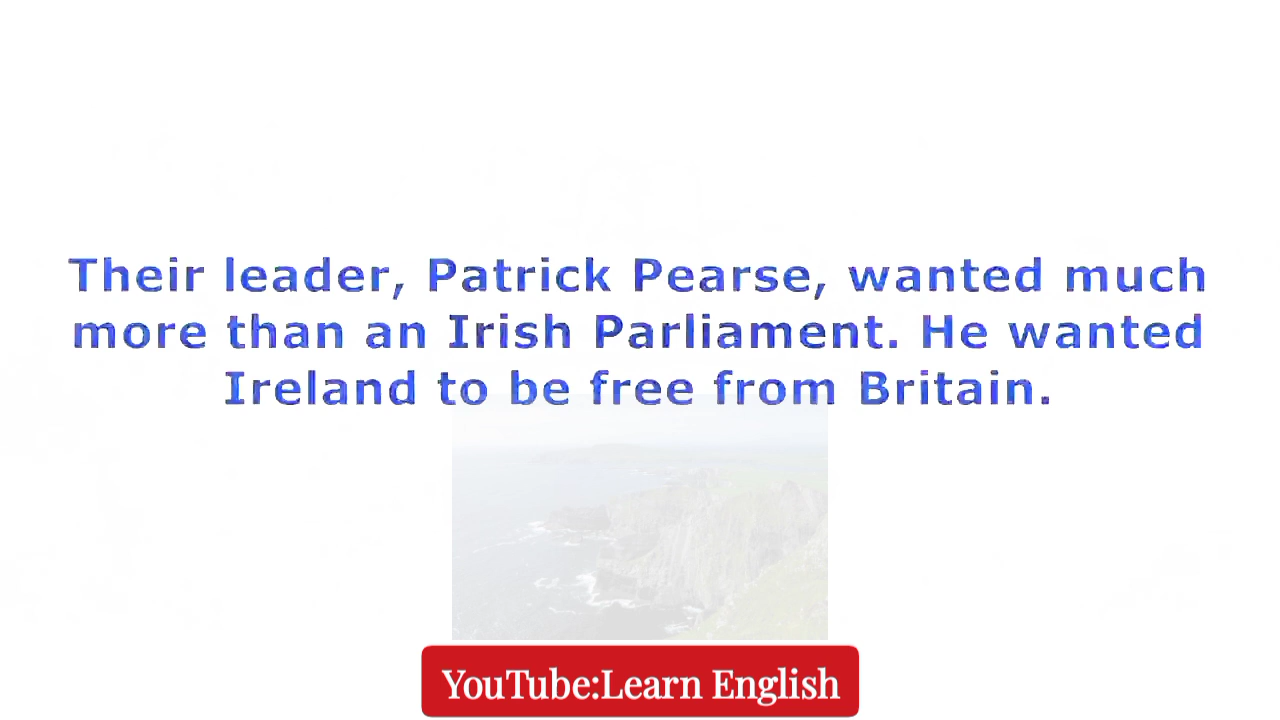 Their leader, Patrick Pearse, wanted much
more than an Irish Parliament. He wanted
Ireland to be free from Britain.
YouTube:Learn English